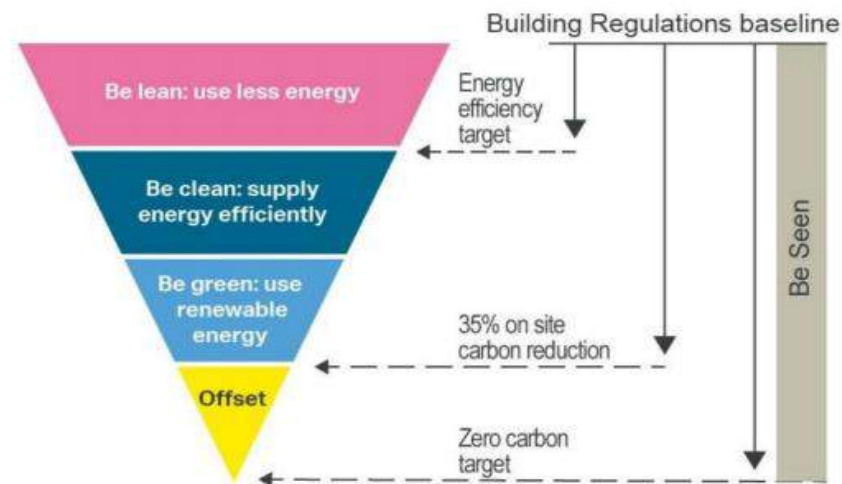 Building Regulations baseline
Be lean: use less energy
Energy
efficiency
target
Be clean: supply
energy efficiently
Be green: use
renewable
energy
35% on site
carbon reduction
Offset
Zero carbon
target
Be Seen